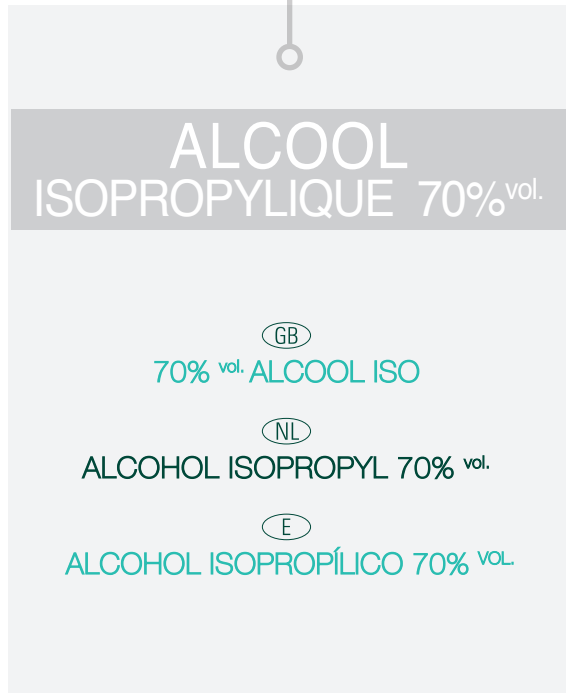 ALCOOL
ISOPROPYLIQUE 70% vol.
GB
70% vol. ALCOOL ISO
NL
ALCOHOL ISOPROPYL 70% vol.
E
ALCOHOL ISOPROPÍLICO 70% VOL.